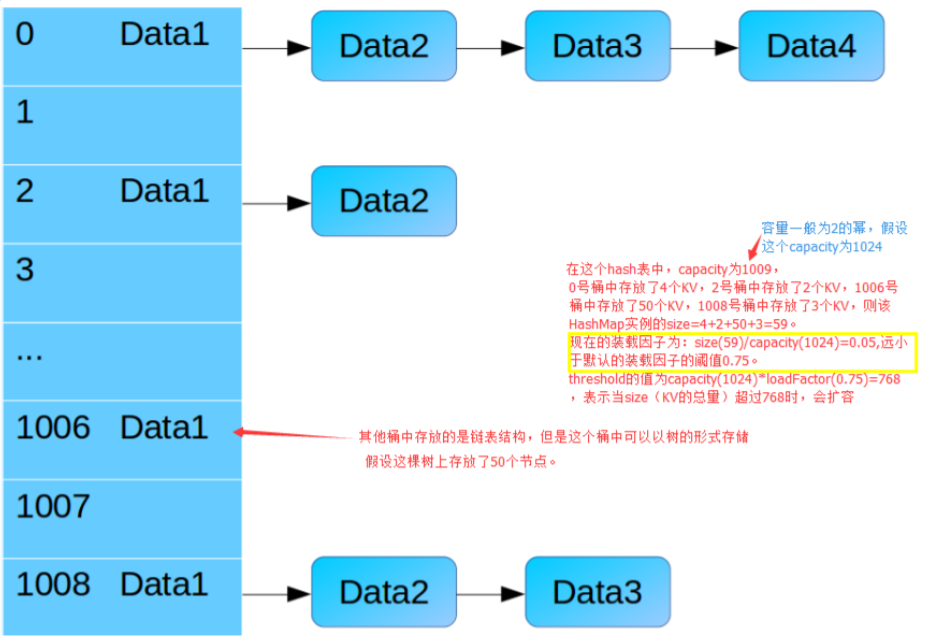 0 Data1 Data2 Data3 Data4
1
2 Data1 Data2
3
...
1006 Data1
1007
1008 Data1 Data2 Data3
容量一般为2的幂，假设
这个capacity为1024
在这个hash表中，capacity为1009，
0号桶中存放了4个KV，2号桶中存放了2个KV，1006号
桶中存放了50个KV，1008号桶中存放了3个KV，则该
HashMap实例的size=4+2+50+3=59。
现在的装载因子为：size(59)/capacity(1024)=0.05,远小
于默认的装载因子的阈值0.75。
threshold的值为capacity(1024)*loadFactor(0.75)=768
，表示当size（KV的总量）超过768时，会扩容
其他桶中存放的是链表结构，但是这个桶中可以以树的形式存储
假设这棵树上存放了50个节点。